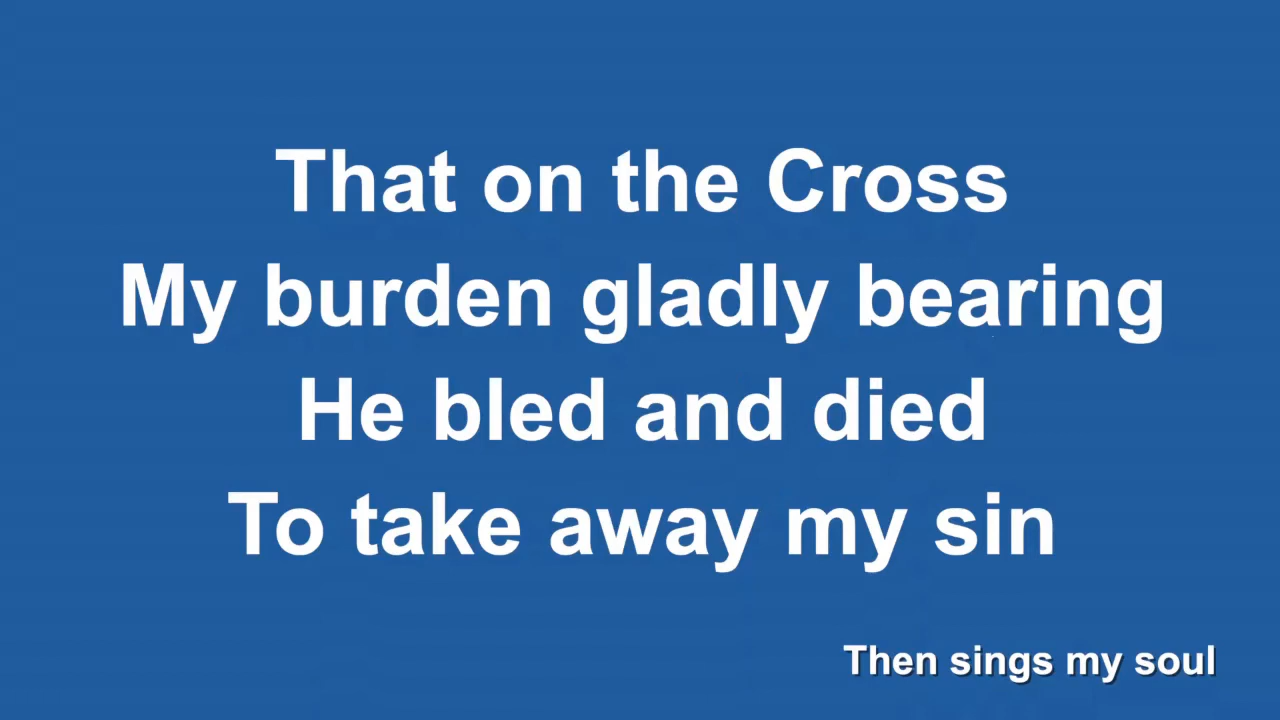 That on the Cross
My burden gladly bearing
He bled and died
To take away my sin
Then sings my soul